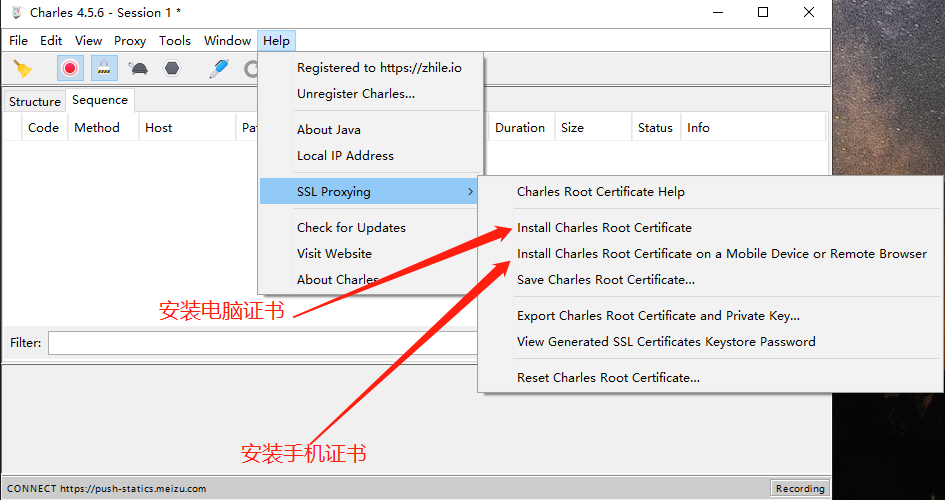 Charles 4.5.6 - Session 1 *
File Edit View Proxy Tools Window Help
Registered to https://zhile.io
Unregister Charles...
About Java
Local IP Address
SSL Proxying
Check for Updates
Visit Website
About Charles
Structure Sequence
Code Method Host Pat Duration Size Status Info
Charles Root Certificate Help
Install Charles Root Certificate
Install Charles Root Certificate on a Mobile Device or Remote Browser
Save Charles Root Certificate...
Export Charles Root Certificate and Private Key...
View Generated SSL Certificates Keystore Password
Reset Charles Root Certificate...
安装电脑证书
Filter:
安装手机证书
CONNECT https://push-statics.meizu.com Recording